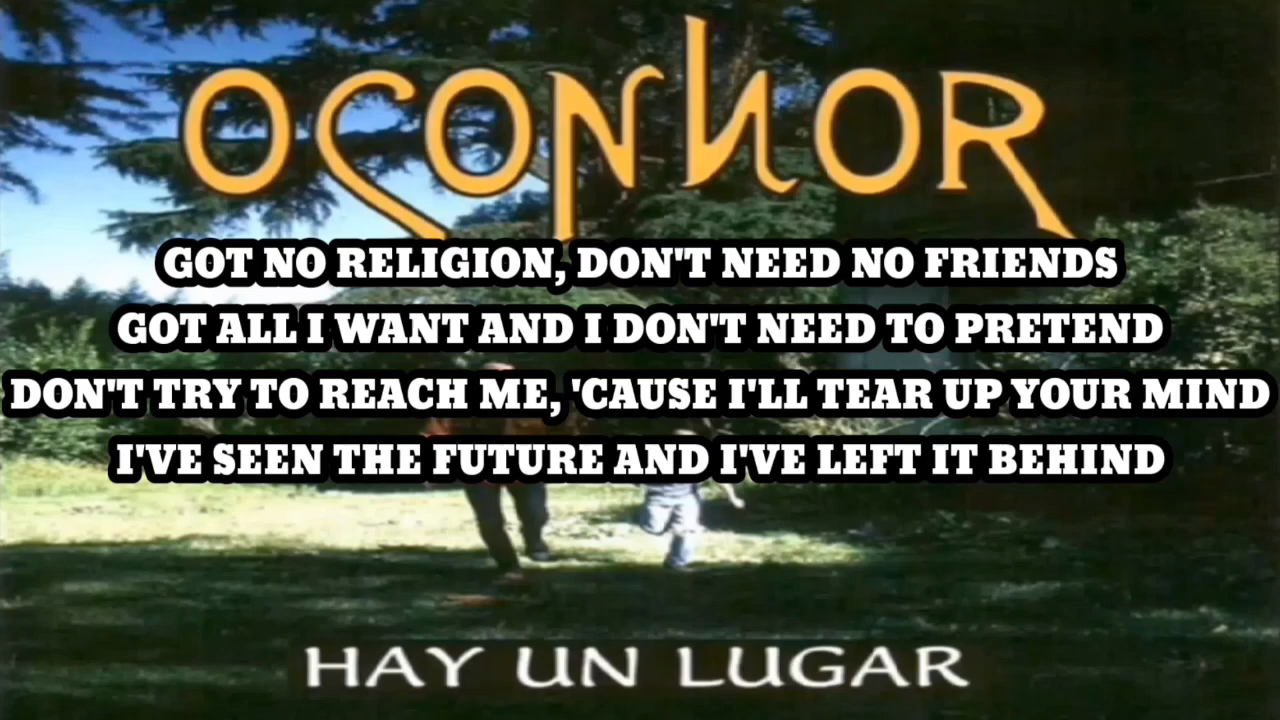 OCONNOR
GOT NO RELIGION, DON'T NEED NO FRIENDS
GOT ALL I WANT AND I DON'T NEED TO PRETEND
DON'T TRY TO REACH ME, 'CAUSE I'LL TEAR UP YOUR MIND
I'VE SEEN THE FUTURE AND I'VE LEFT IT BEHIND
HAY UN LUGAR